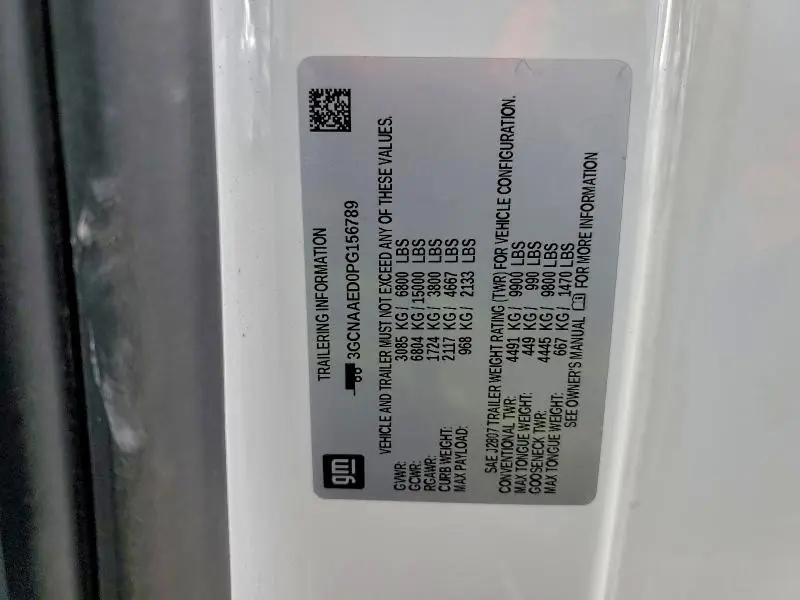 gm
TRAILERING INFORMATION
3GCNAAED0PG156789
VEHICLE AND TRAILER MUST NOT EXCEED ANY OF THESE VALUES.
GVWR: 3085 KG / 6800 LBS
GCWR: 6804 KG / 15000 LBS
RGAWR: 1724 KG / 3800 LBS
CURB WEIGHT: 2117 KG / 4667 LBS
MAX PAYLOAD: 968 KG / 2133 LBS
SAE J2807 TRAILER WEIGHT RATING (TWR) FOR VEHICLE CONFIGURATION.
CONVENTIONAL TWR: 4491 KG / 9900 LBS
MAX TONGUE WEIGHT: 449 KG / 990 LBS
GOOSENECK TWR: 4445 KG / 9800 LBS
MAX TONGUE WEIGHT: 667 KG / 1470 LBS
SEE OWNER'S MANUAL FOR MORE INFORMATION